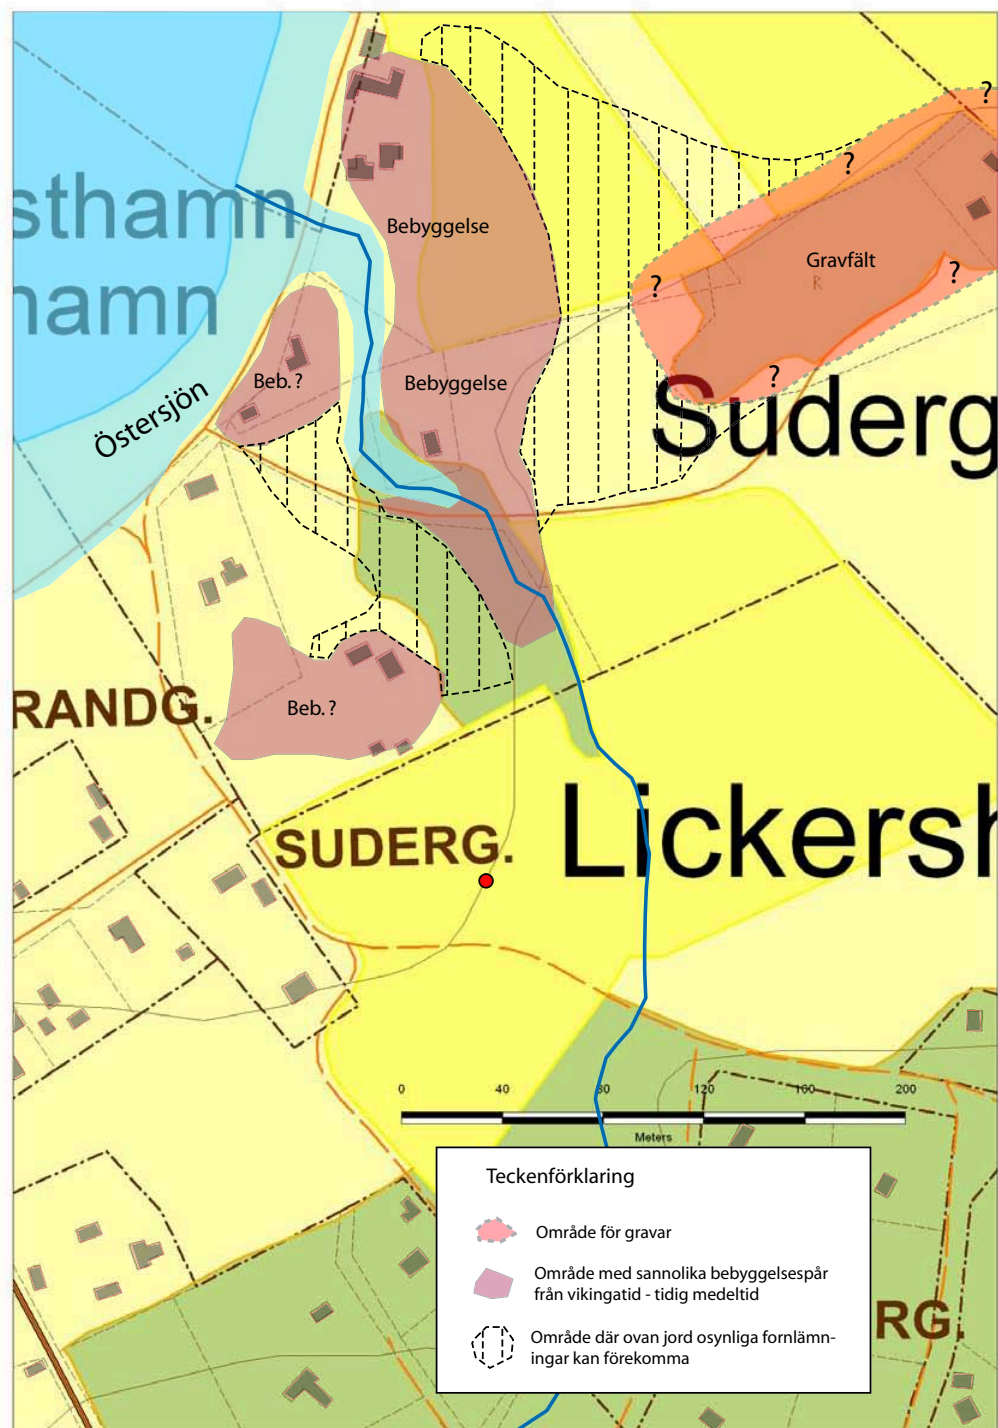 sthamn
hamn
Östersjön
Bebyggelse
Bebyggelse
Beb. ?
Gravfält
R
?
?
?
?
?
Suderg
RANDG.
Beb. ?
SUDERG.
Lickersh
0 40 80 120 160 200
Meters
Teckenförklaring
Område för gravar
Område med sannolika bebyggelsespår
från vikingatid - tidig medeltid
Område där ovan jord osynliga fornlämn-
ingar kan förekomma
RG.